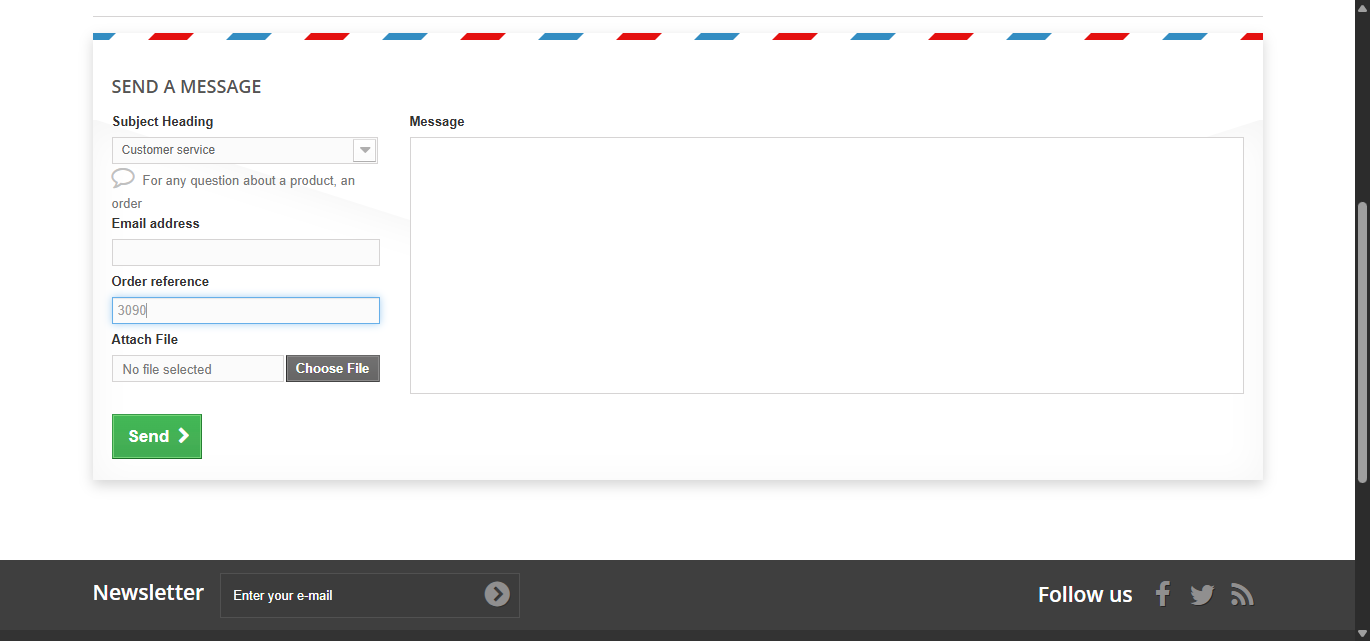 SEND A MESSAGE
Subject Heading
Customer service
For any question about a product, an
order
Email address
Order reference
3090
Attach File
No file selected
Choose File
Send
Message
Newsletter
Enter your e-mail
Follow us